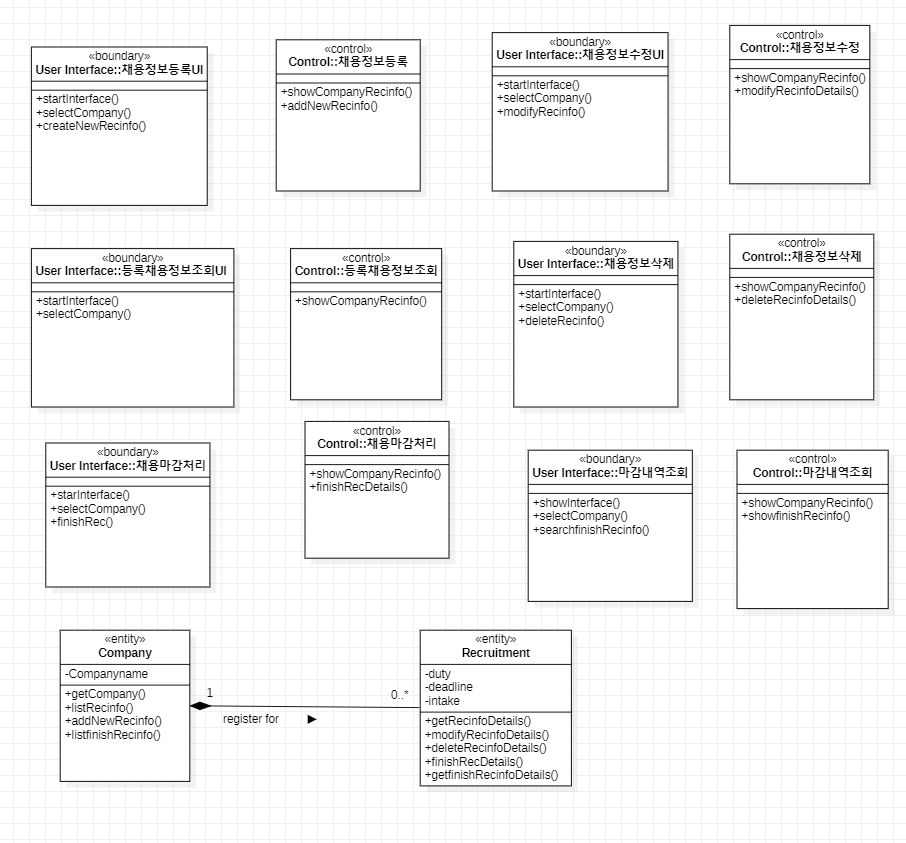 «boundary»
User Interface::채용정보등록UI
+startInterface()
+selectCompany()
+createNewRecinfo()
«control»
Control::채용정보등록
+showCompanyRecinfo()
+addNewRecinfo()
«boundary»
User Interface::채용정보수정UI
+startInterface()
+selectCompany()
+modifyRecinfo()
«control»
Control::채용정보수정
+showCompanyRecinfo()
+modifyRecinfoDetails()
«boundary»
User Interface::등록채용정보조회UI
+startInterface()
+selectCompany()
«control»
Control::등록채용정보조회
+showCompanyRecinfo()
«boundary»
User Interface::채용정보삭제
+startInterface()
+selectCompany()
+deleteRecinfo()
«control»
Control::채용정보삭제
+showCompanyRecinfo()
+deleteRecinfoDetails()
«boundary»
User Interface::채용마감처리
+starInterface()
+selectCompany()
+finishRec()
«control»
Control::채용마감처리
+showCompanyRecinfo()
+finishRecDetails()
«boundary»
User Interface::마감내역조회
+showInterface()
+selectCompany()
+searchfinishRecinfo()
«control»
Control::마감내역조회
+showCompanyRecinfo()
+showfinishRecinfo()
«entity»
Company
-Companyname
+getCompany()
+listRecinfo()
+addNewRecinfo()
+listfinishRecinfo()
1
0..*
register for
«entity»
Recruitment
-duty
-deadline
-intake
+getRecinfoDetails()
+modifyRecinfoDetails()
+deleteRecinfoDetails()
+finishRecDetails()
+getfinishRecinfoDetails()